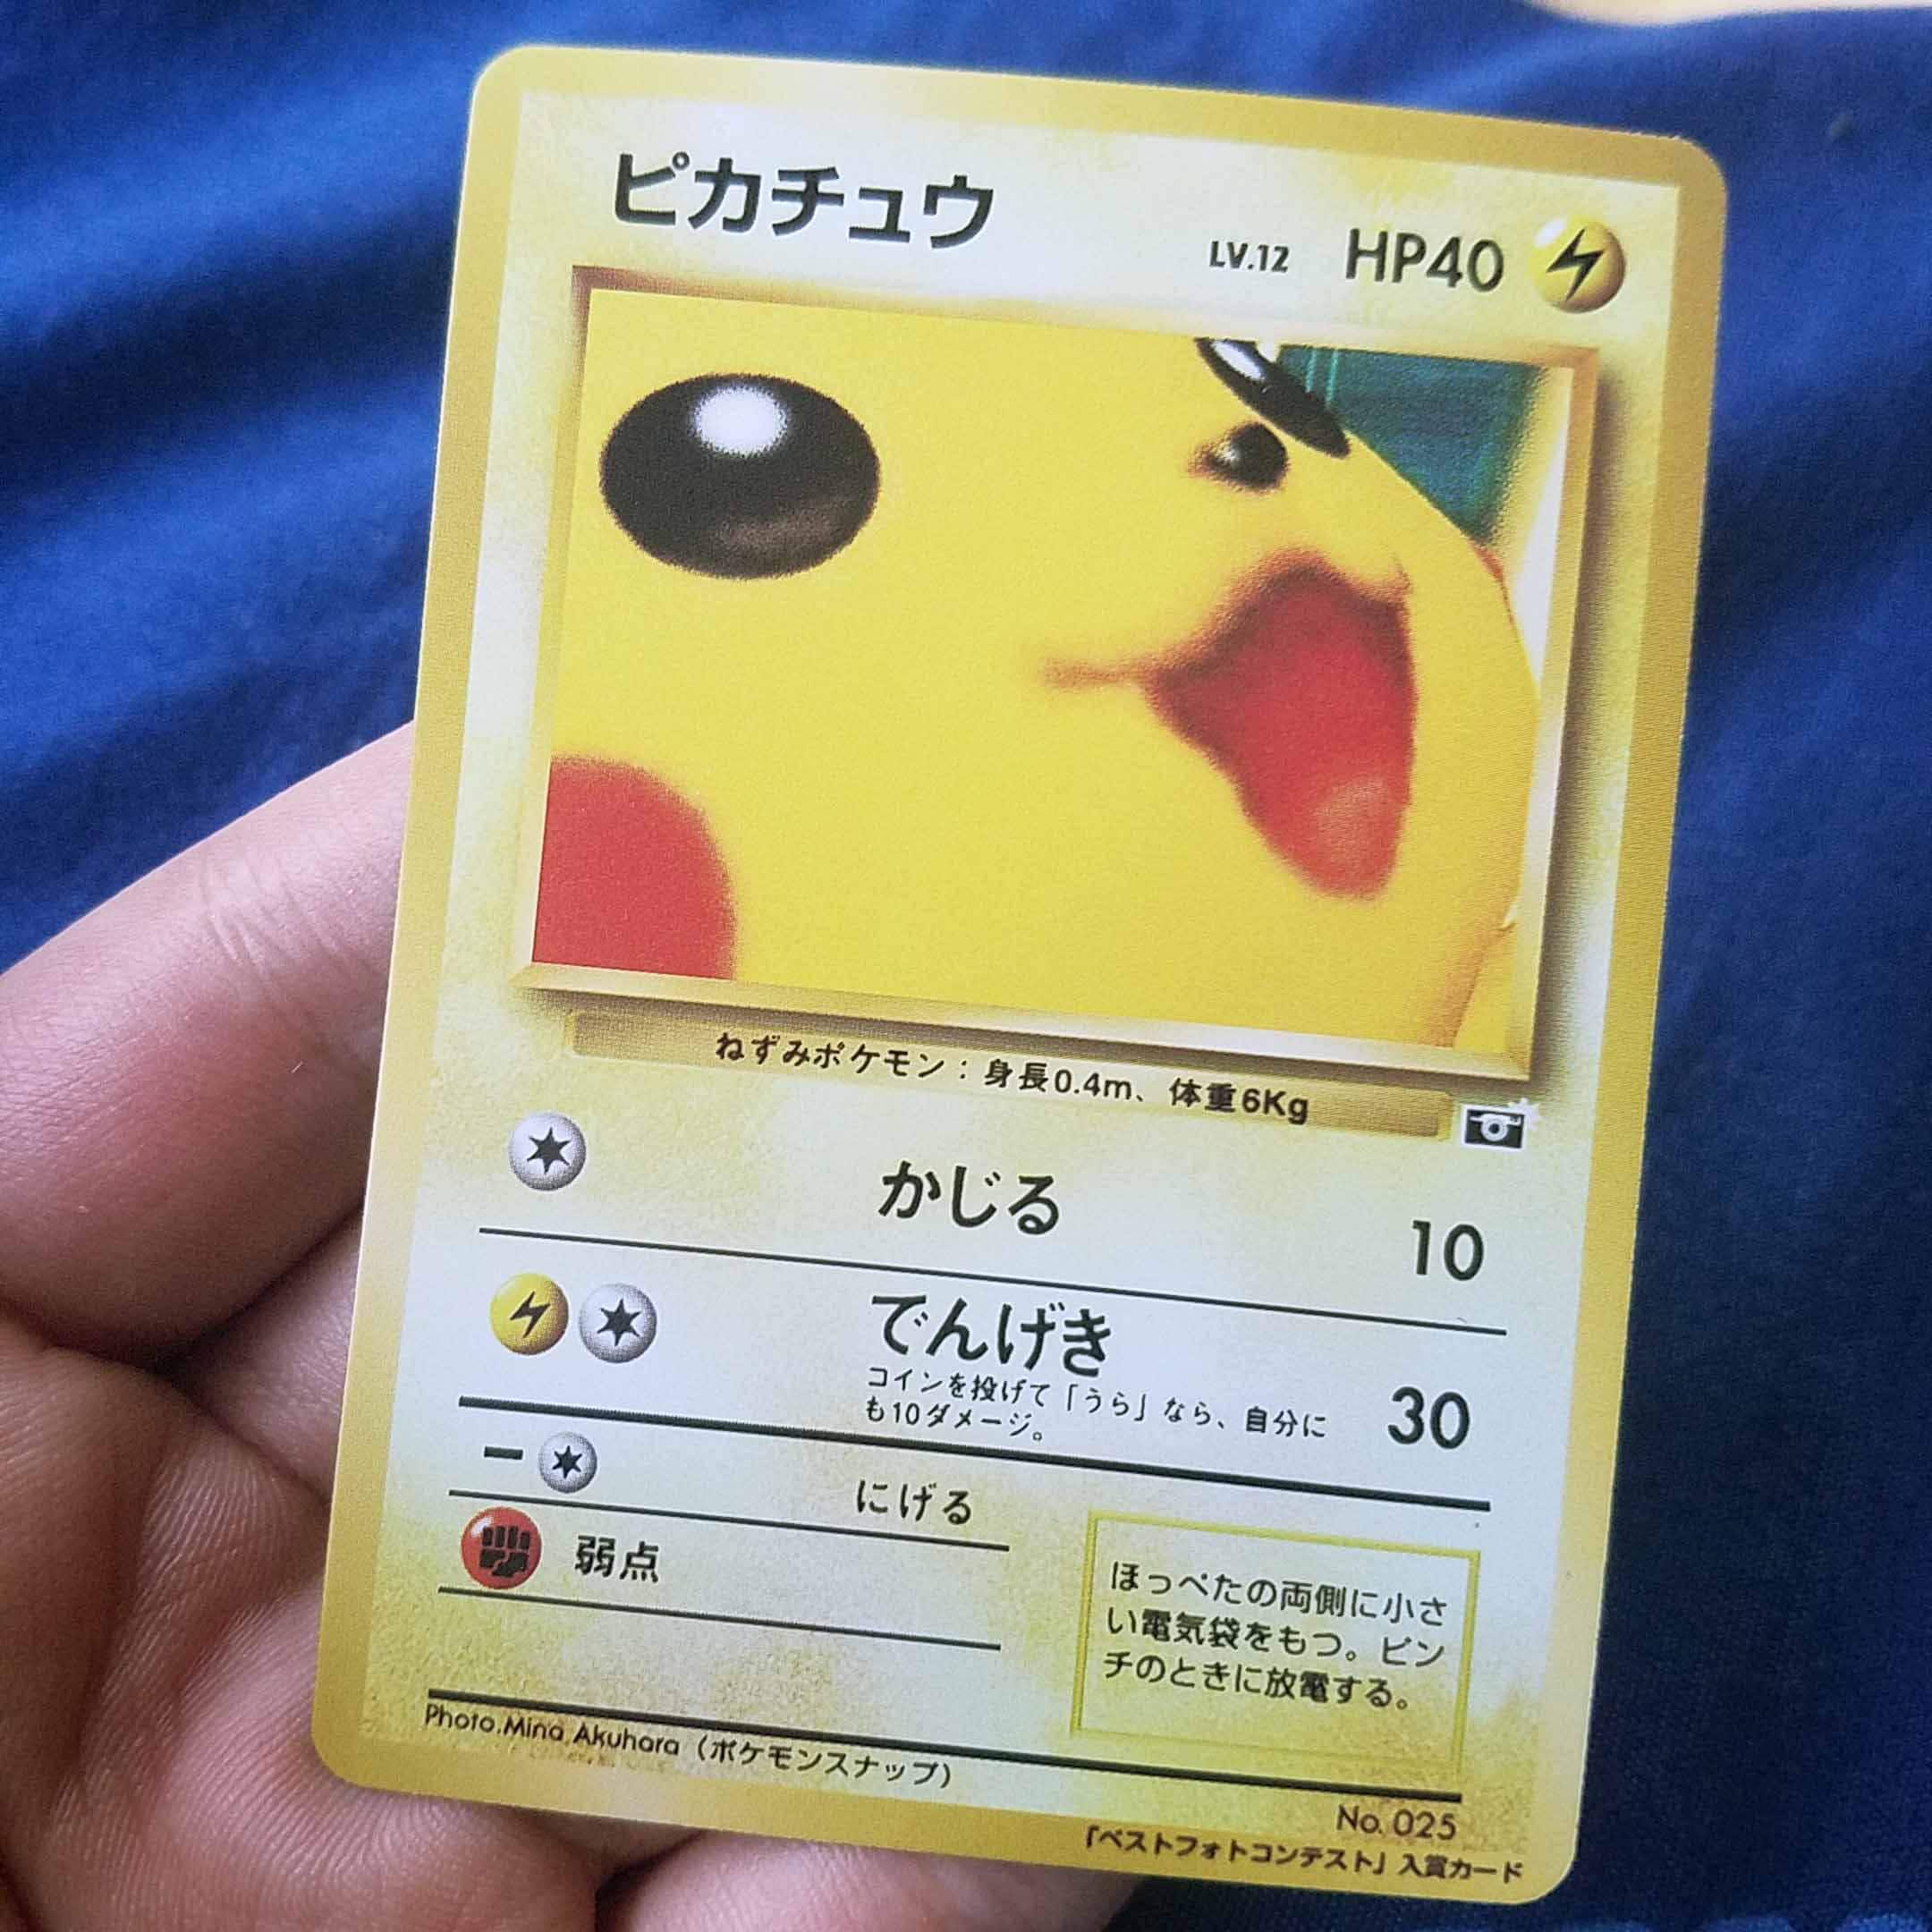 ピカチュウ
LV.12 HP40
ねずみポケモン：身長0.4m、体重6Kg
かじる
10
でんげき
コインを投げて「うら」なら、自分に
も10ダメージ。
30
－
にげる
弱点
ほっぺたの両側に小さ
い電気袋をもつ。ピン
チのときに放電する。
Photo.Mina Akuhara（ポケモンスナップ）
No. 025
「ベストフォトコンテスト」入賞カード